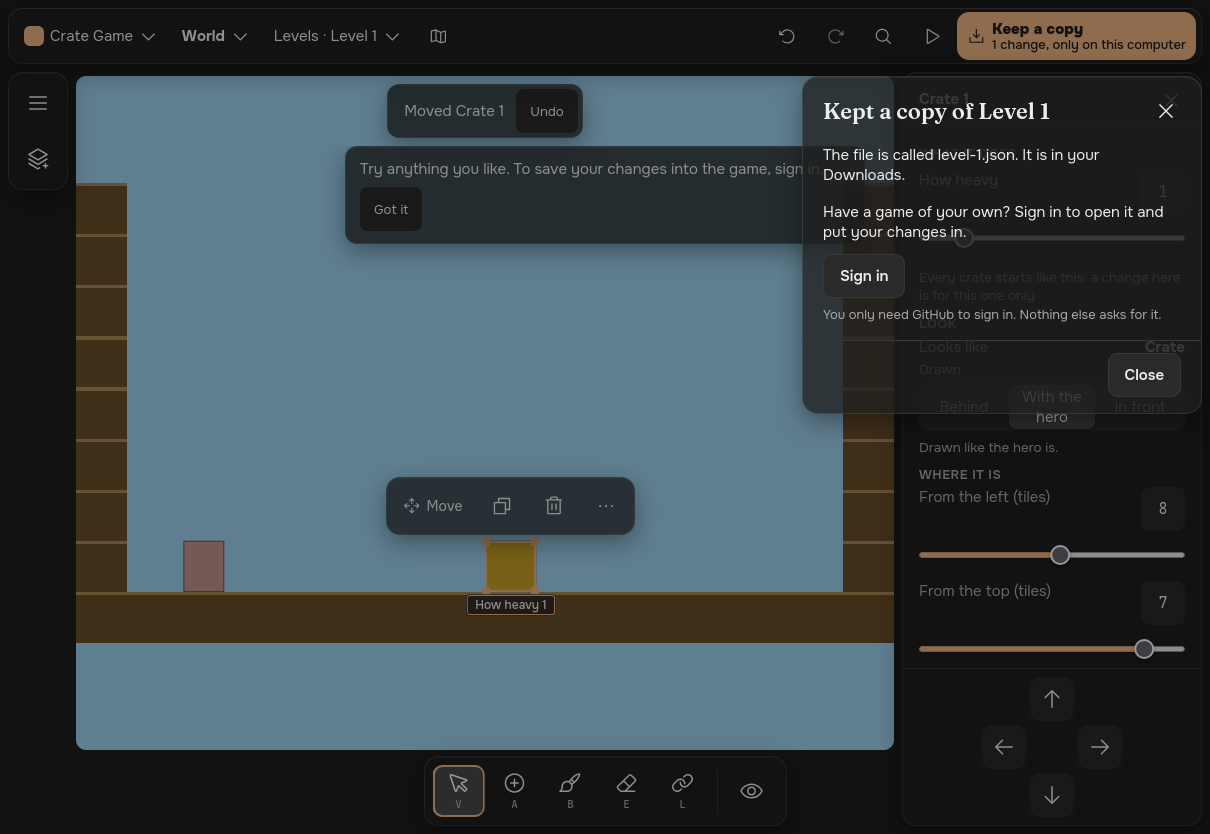 Crate Game
World
Levels · Level 1
Keep a copy
1 change, only on this computer
Moved Crate 1
Undo
Try anything you like. To save your changes into the game, sign in.
Got it
Crate 1
Kept a copy of Level 1
The file is called level-1.json. It is in your
Downloads.
How heavy
1
Have a game of your own? Sign in to open it and
put your changes in.
Sign in
Every crate starts like this; a change here
is for this one only
You only need GitHub to sign in. Nothing else asks for it.
LOOK
Looks like
Crate
Drawn
Close
Behind
With the
hero
In front
Drawn like the hero is.
WHERE IT IS
From the left (tiles)
8
From the top (tiles)
7
Move
How heavy 1
V
A
B
E
L